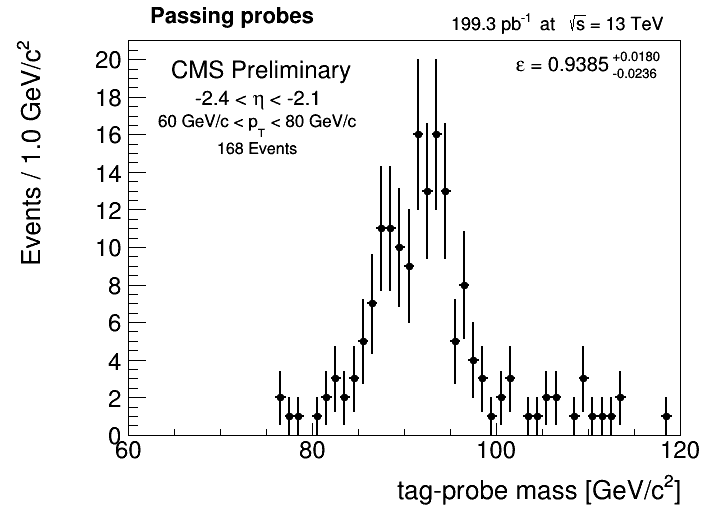 Passing probes
199.3 pb⁻¹ at √s = 13 TeV
CMS Preliminary
ε = 0.9385 +0.0180 -0.0236
-2.4 < η < -2.1
60 GeV/c < p_T < 80 GeV/c
168 Events
Events / 1.0 GeV/c²
20
18
16
14
12
10
8
6
4
2
0
60 80 100 120
tag-probe mass [GeV/c²]